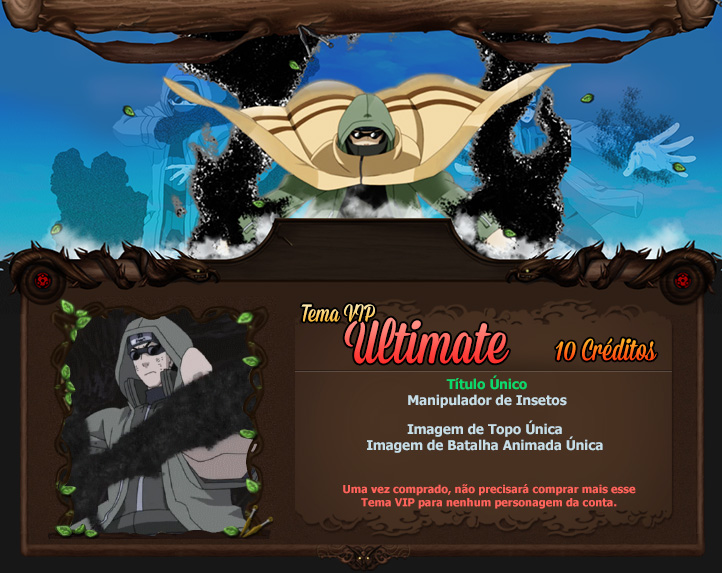 Tema VIP
Ultimate
10 Créditos
Título Único
Manipulador de Insetos
Imagem de Topo Única
Imagem de Batalha Animada Única
Uma vez comprado, não precisará comprar mais esse
Tema VIP para nenhum personagem da conta.